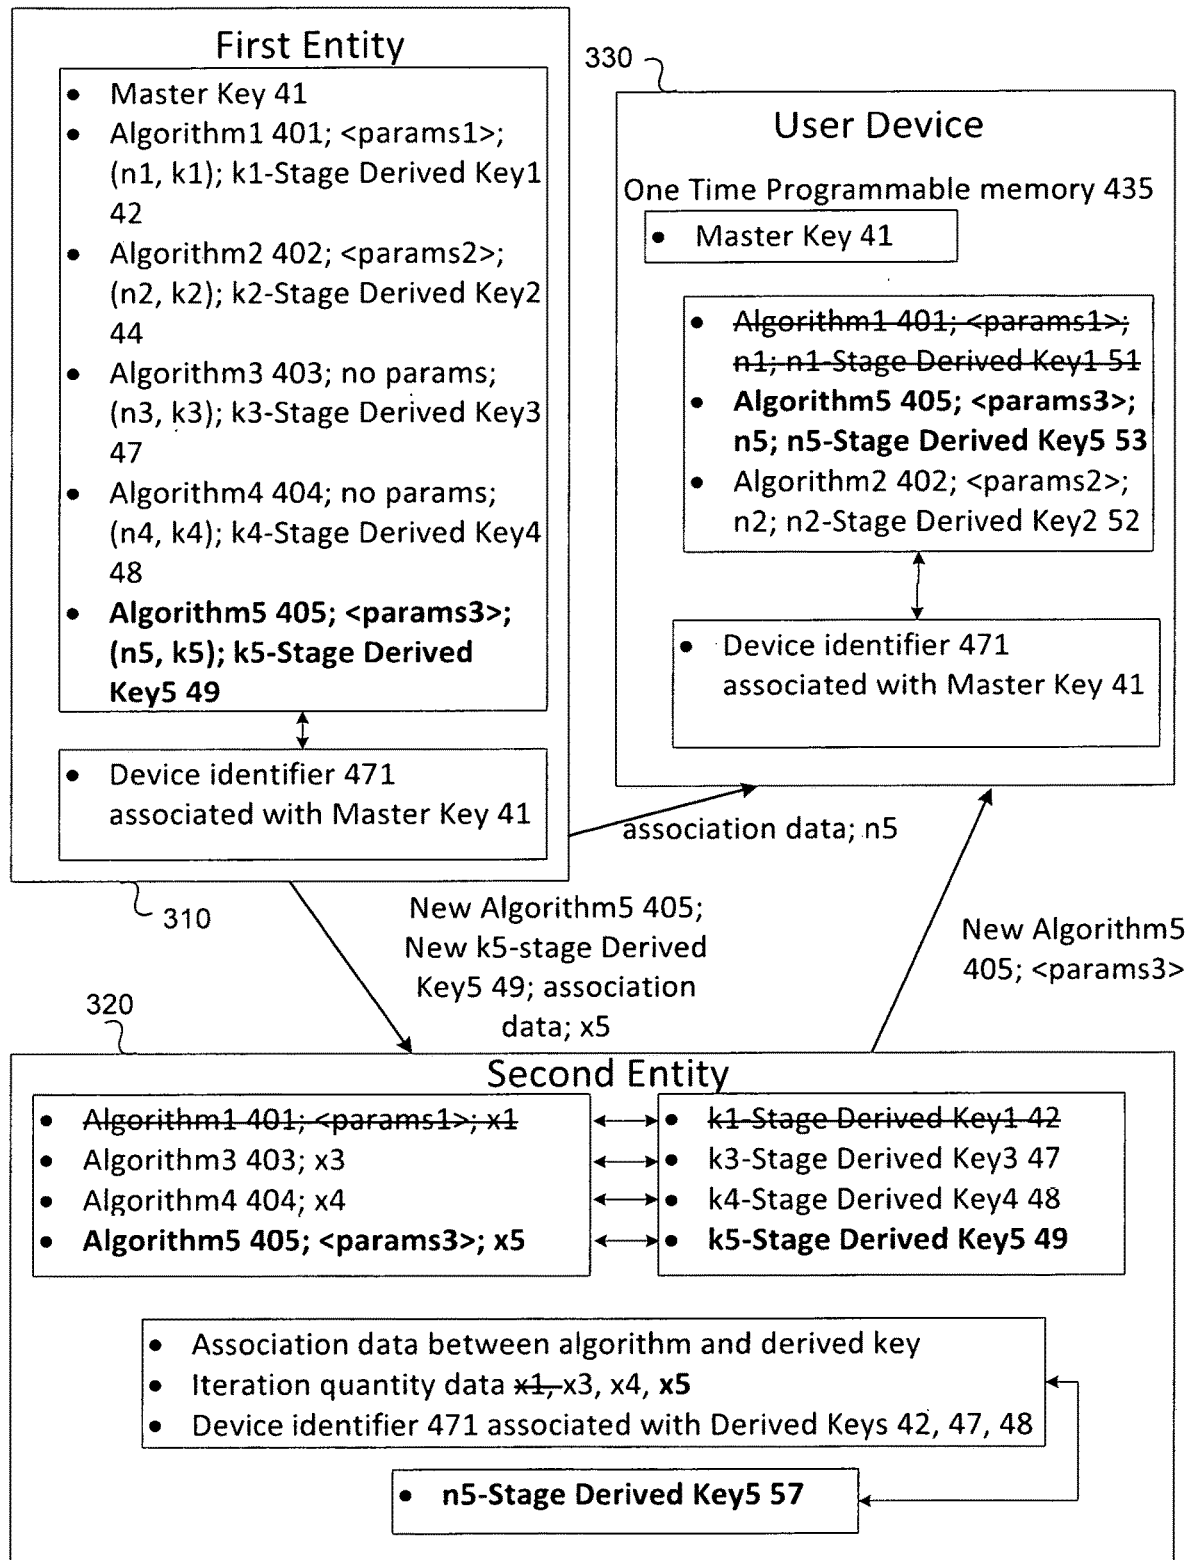 First Entity
• Master Key 41
• Algorithm1 401; <params1>;
(n1, k1); k1-Stage Derived Key1
42
• Algorithm2 402; <params2>;
(n2, k2); k2-Stage Derived Key2
44
• Algorithm3 403; no params;
(n3, k3); k3-Stage Derived Key3
47
• Algorithm4 404; no params;
(n4, k4); k4-Stage Derived Key4
48
• Algorithm5 405; <params3>;
(n5, k5); k5-Stage Derived
Key5 49
• Device identifier 471
associated with Master Key 41
310
330
User Device
One Time Programmable memory 435
• Master Key 41
• Algorithm1 401; <params1>;
n1; n1-Stage Derived Key1 51
• Algorithm5 405; <params3>;
n5; n5-Stage Derived Key5 53
• Algorithm2 402; <params2>;
n2; n2-Stage Derived Key2 52
• Device identifier 471
associated with Master Key 41
association data; n5
New Algorithm5 405;
New k5-stage Derived
Key5 49; association
data; x5
New Algorithm5
405; <params3>
320
Second Entity
• Algorithm1 401; <params1>; x1
• Algorithm3 403; x3
• Algorithm4 404; x4
• Algorithm5 405; <params3>; x5
• k1-Stage Derived Key1 42
• k3-Stage Derived Key3 47
• k4-Stage Derived Key4 48
• k5-Stage Derived Key5 49
• Association data between algorithm and derived key
• Iteration quantity data x1, x3, x4, x5
• Device identifier 471 associated with Derived Keys 42, 47, 48
• n5-Stage Derived Key5 57